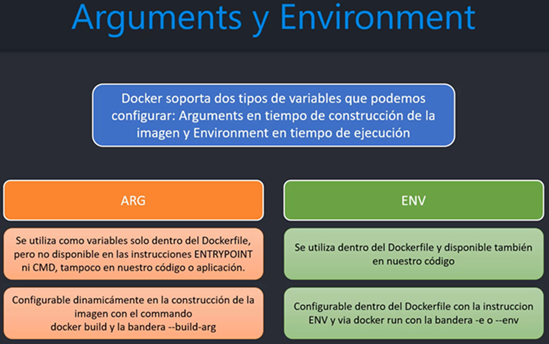 Arguments y Environment
Docker soporta dos tipos de variables que podemos
configurar: Arguments en tiempo de construcción de la
imagen y Environment en tiempo de ejecución
ARG
Se utiliza como variables solo dentro del Dockerfile,
pero no disponible en las instrucciones ENTRYPOINT
ni CMD, tampoco en nuestro código o aplicación.
Configurable dinamicámente en la construcción de la
imagen con el commando
docker build y la bandera --build-arg
ENV
Se utiliza dentro del Dockerfile y disponible también
en nuestro código
Configurable dentro del Dockerfile con la instruccion
ENV y via docker run con la bandera -e o --env